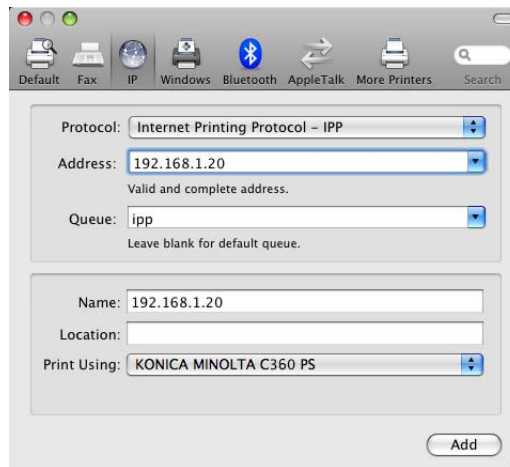 Default Fax IP Windows Bluetooth AppleTalk More Printers Search
Protocol: Internet Printing Protocol – IPP
Address: 192.168.1.20
Valid and complete address.
Queue: ipp
Leave blank for default queue.
Name: 192.168.1.20
Location:
Print Using: KONICA MINOLTA C360 PS
Add